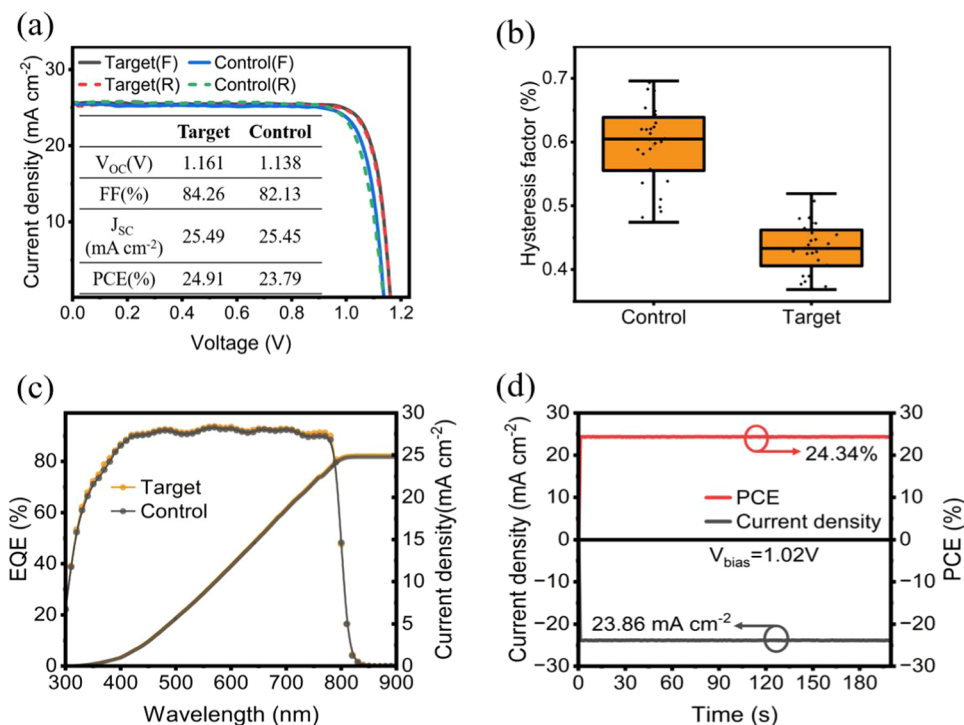 (a)
Current density (mA cm⁻²)
30
20
10
0
Target(F) Control(F)
Target(R) Control(R)
Target Control
V_OC(V) 1.161 1.138
FF(%) 84.26 82.13
J_SC
(mA cm⁻²) 25.49 25.45
PCE(%) 24.91 23.79
0.0 0.2 0.4 0.6 0.8 1.0 1.2
Voltage (V)
(b)
Hysteresis factor (%)
0.7
0.6
0.5
0.4
Control Target
(c)
EQE (%)
80
60
40
20
0
Target
Control
30
25
20
15
10
5
0
Current density(mA cm⁻²)
300 400 500 600 700 800 900
Wavelength (nm)
(d)
Current density (mA cm⁻²)
30
20
10
0
−10
−20
−30
24.34%
PCE
Current density
V_bias=1.02V
23.86 mA cm⁻²
30
20
10
0
−10
−20
−30
PCE (%)
0 30 60 90 120 150 180
Time (s)